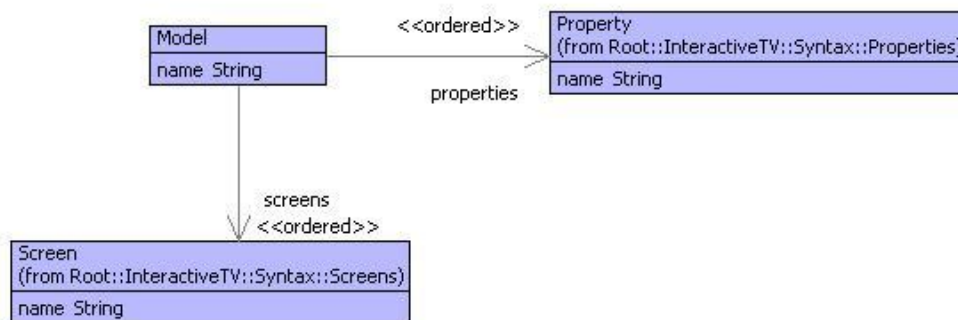 Model
name String
<<ordered>>
properties
Property
(from Root::InteractiveTV::Syntax::Properties)
name String
screens
<<ordered>>
Screen
(from Root::InteractiveTV::Syntax::Screens)
name String